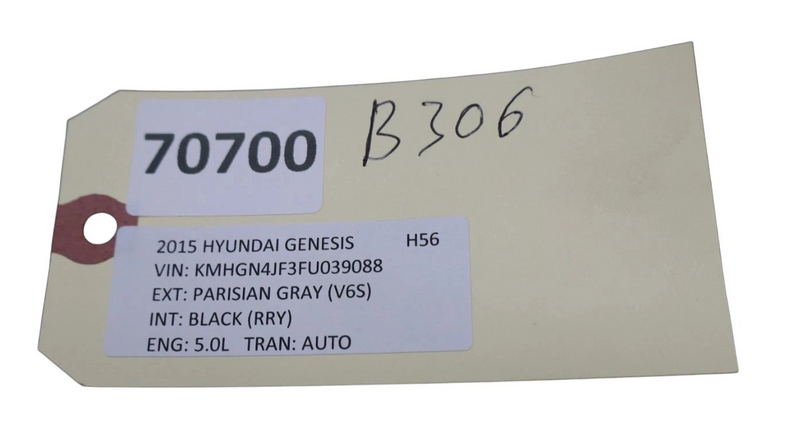 70700
B306
2015 HYUNDAI GENESIS H56
VIN: KMHGN4JF3FU039088
EXT: PARISIAN GRAY (V6S)
INT: BLACK (RRY)
ENG: 5.0L TRAN: AUTO